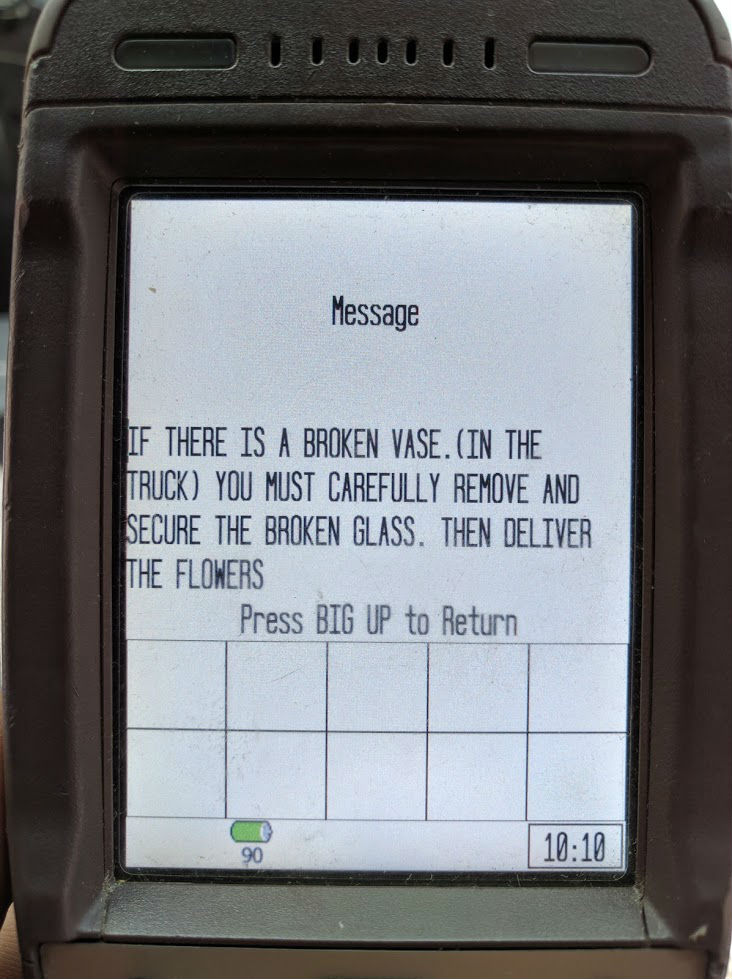 Message
IF THERE IS A BROKEN VASE.(IN THE
TRUCK) YOU MUST CAREFULLY REMOVE AND
SECURE THE BROKEN GLASS. THEN DELIVER
THE FLOWERS
Press BIG UP to Return
90
10:10